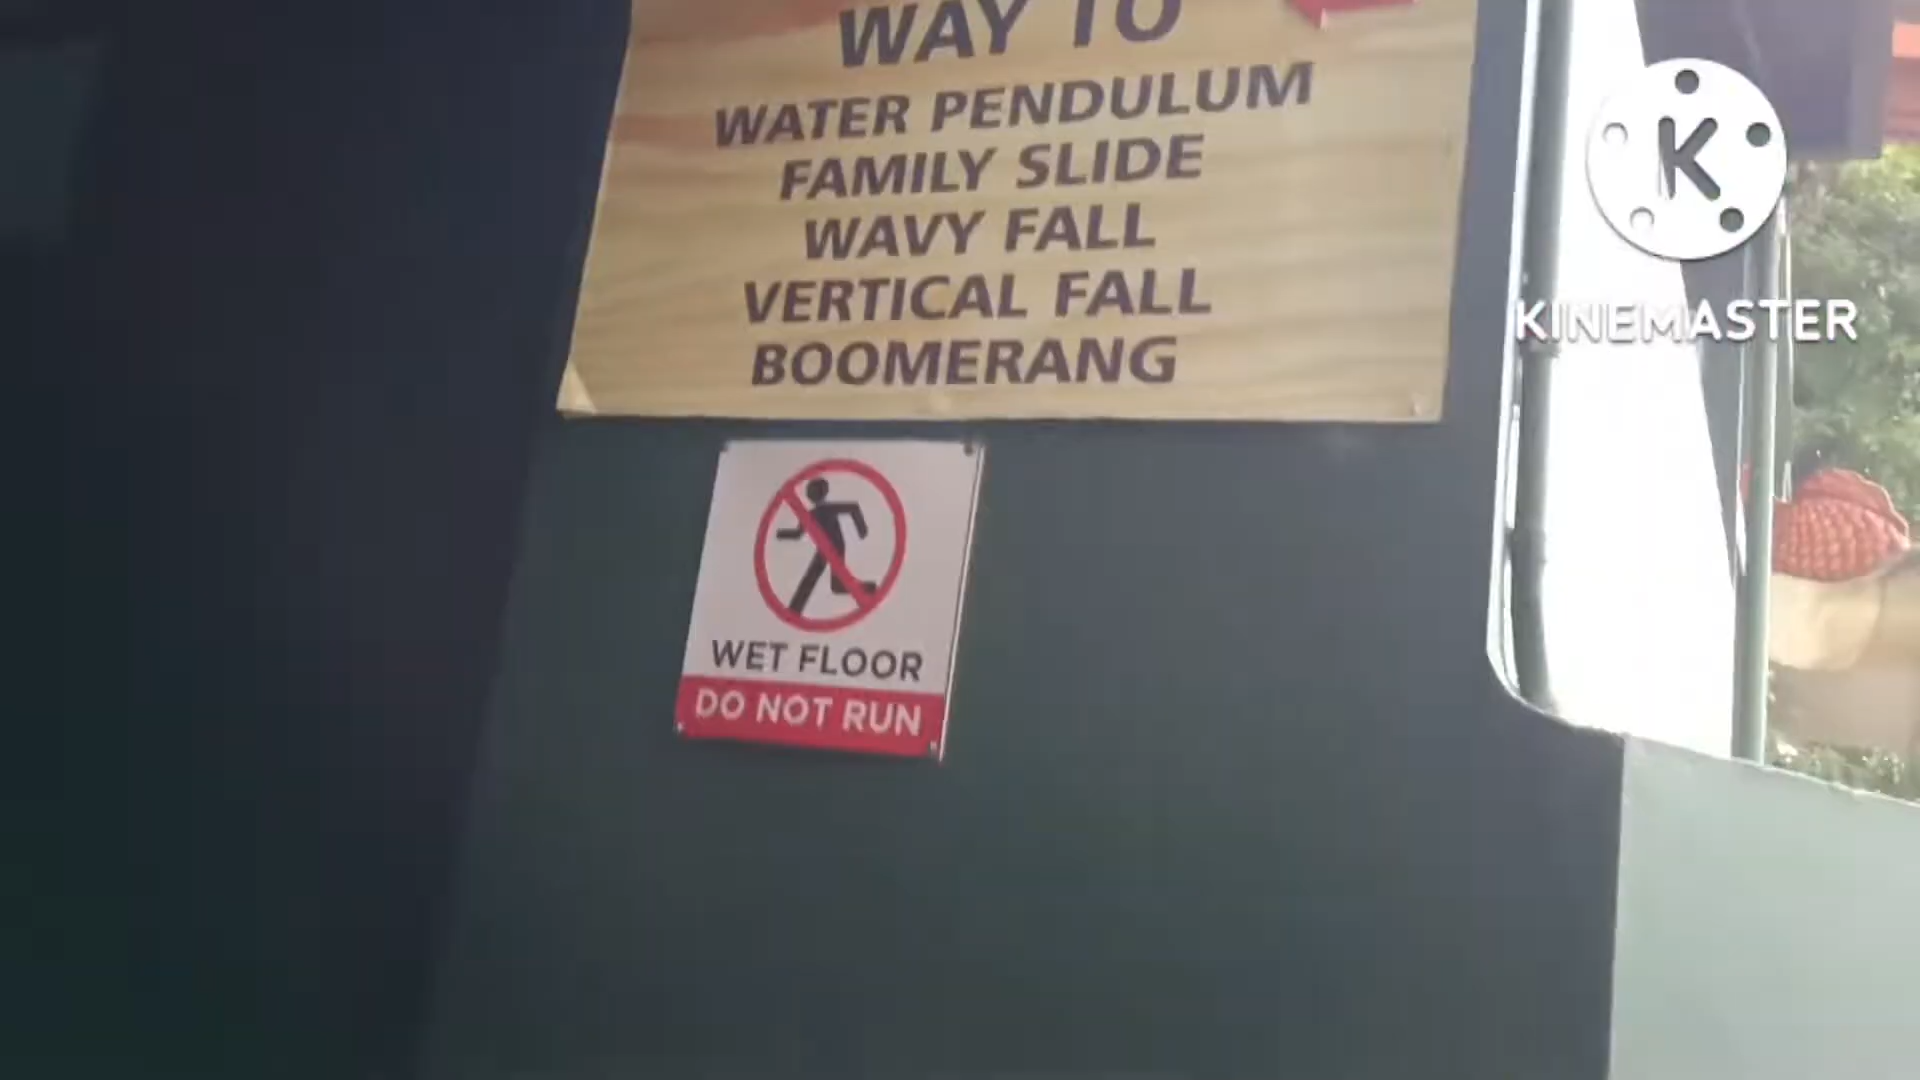 WAY TO
WATER PENDULUM
FAMILY SLIDE
WAVY FALL
VERTICAL FALL
BOOMERANG
WET FLOOR
DO NOT RUN
K
KINEMASTER